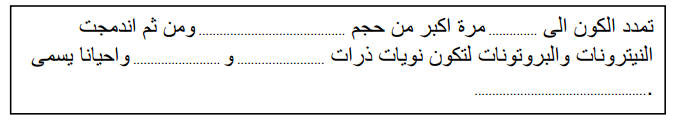 تمدد الكون الى ............. مرة اكبر من حجم ........................................ ومن ثم اندمجت
النيترونات والبروتونات لتكون نويات ذرات ........................ و ........................ واحيانا يسمى
................................................ .